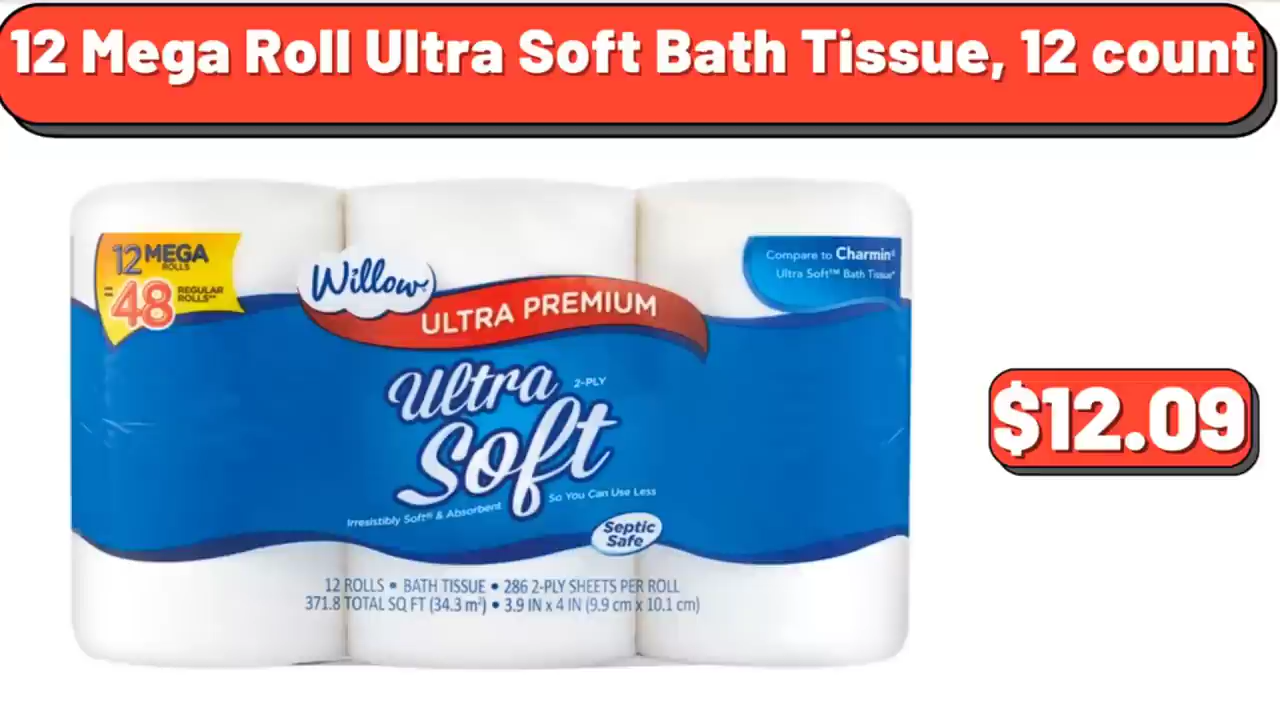 12 Mega Roll Ultra Soft Bath Tissue, 12 count
12 MEGA
ROLLS
= 48 REGULAR
ROLLS**
Willow®
ULTRA PREMIUM
Compare to Charmin®
Ultra Soft™ Bath Tissue*
Ultra 2-PLY
Soft
Irresistibly Soft® & Absorbent
So You Can Use Less
Septic
Safe
12 ROLLS • BATH TISSUE • 286 2-PLY SHEETS PER ROLL
371.8 TOTAL SQ FT (34.3 m²) • 3.9 IN x 4 IN (9.9 cm x 10.1 cm)
$12.09